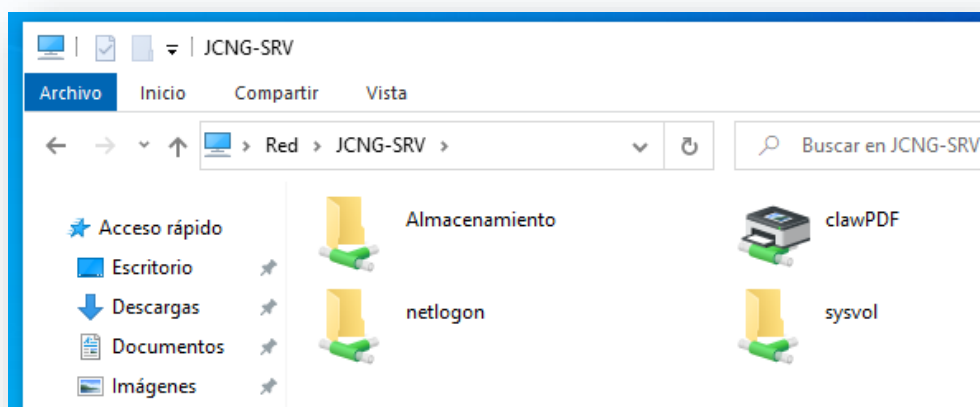 JCNG-SRV
Archivo Inicio Compartir Vista
Red JCNG-SRV Buscar en JCNG-SRV
Acceso rápido
Escritorio
Descargas
Documentos
Imágenes
Almacenamiento clawPDF
netlogon sysvol